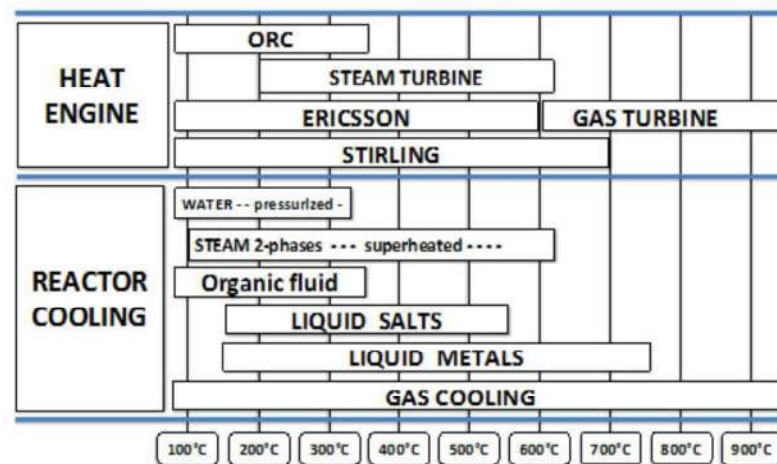 HEAT
ENGINE
ORC
STEAM TURBINE
ERICSSON
GAS TURBINE
STIRLING
REACTOR
COOLING
WATER -- pressurized -
STEAM 2-phases --- superheated ----
Organic fluid
LIQUID SALTS
LIQUID METALS
GAS COOLING
100°C 200°C 300°C 400°C 500°C 600°C 700°C 800°C 900°C